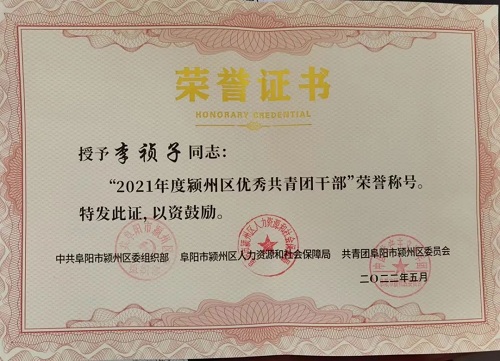 荣誉证书
HONORARY CREDENTIAL
授予李祯子同志：
“2021年度颍州区优秀共青团干部”荣誉称号。
特发此证，以资鼓励。
中共阜阳市颍州区委组织部 阜阳市颍州区人力资源和社会保障局 共青团阜阳市颍州区委员会
二〇二二年五月